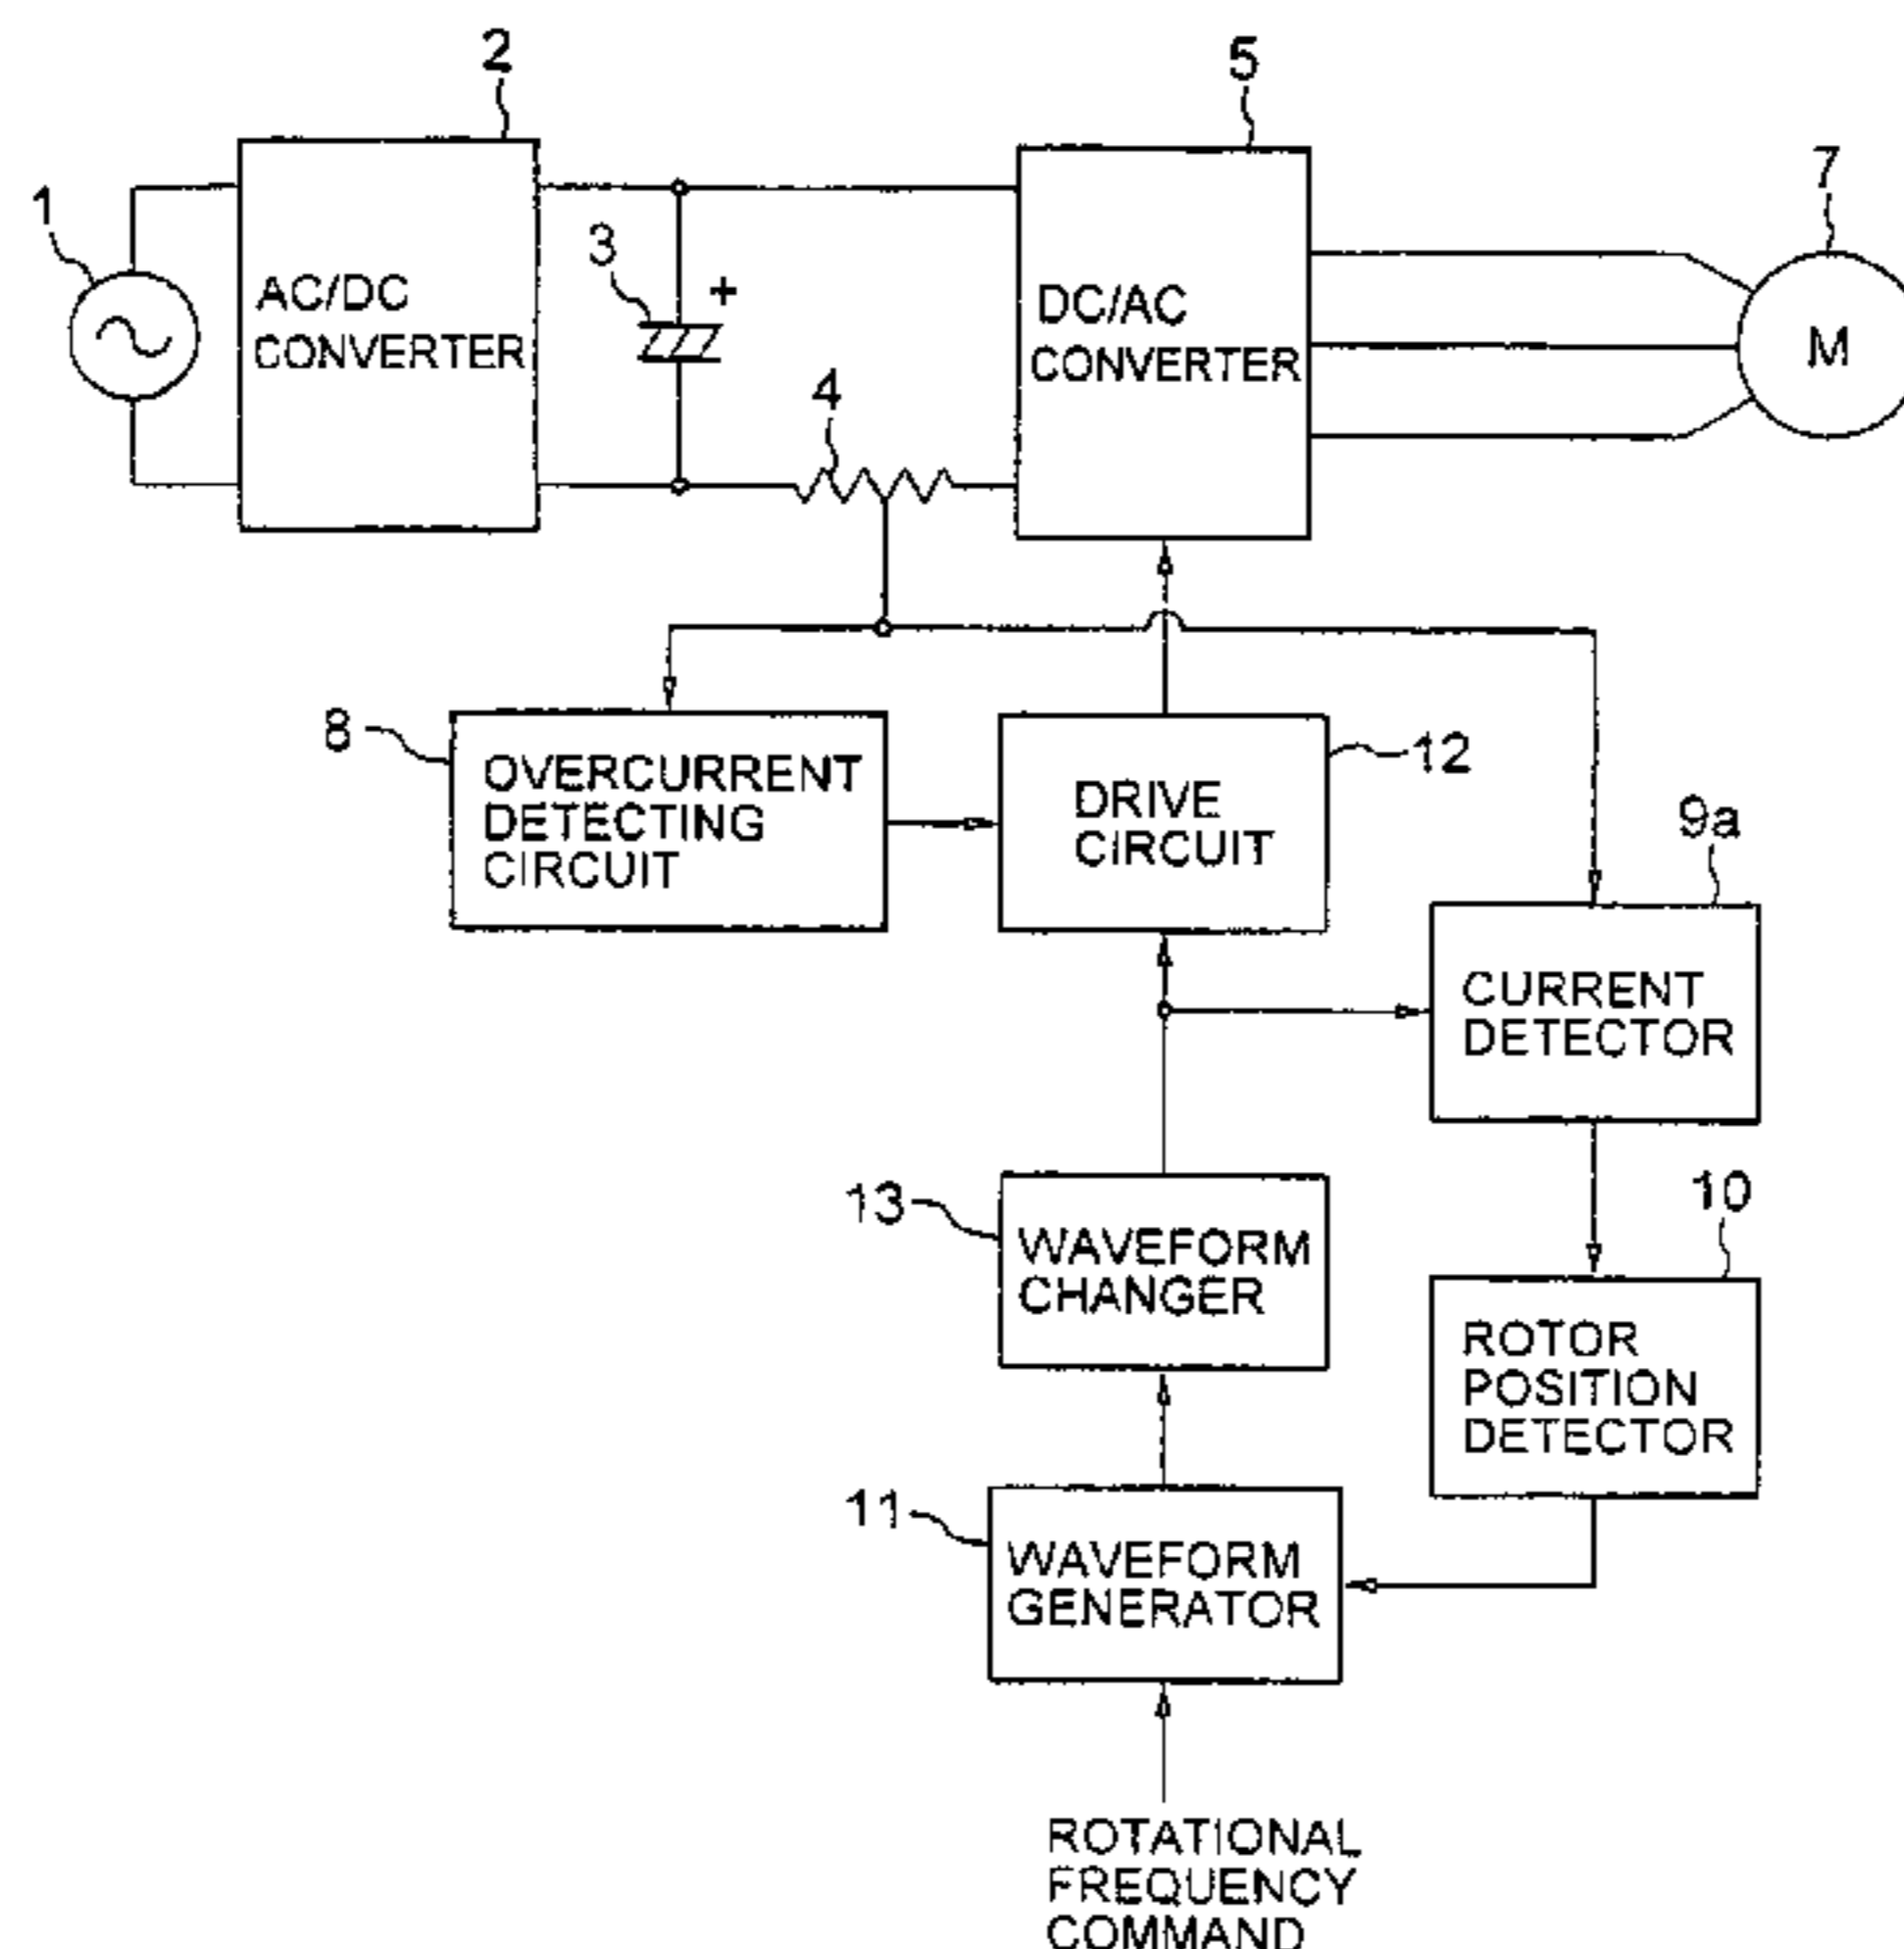 2
5
7
1
AC/DC
CONVERTER
3
+
DC/AC
CONVERTER
M
4
8
OVERCURRENT
DETECTING
CIRCUIT
DRIVE
CIRCUIT
12
9a
CURRENT
DETECTOR
13
WAVEFORM
CHANGER
10
ROTOR
POSITION
DETECTOR
11
WAVEFORM
GENERATOR
ROTATIONAL
FREQUENCY
COMMAND